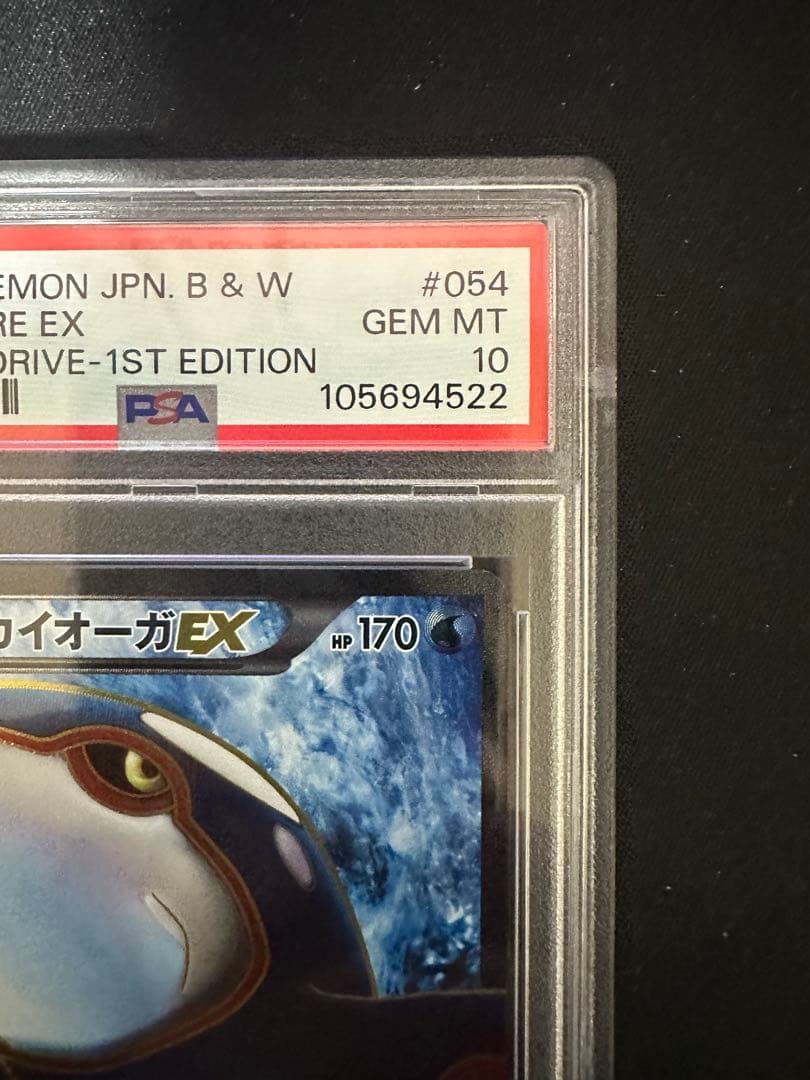 EMON JPN. B & W #054
RE EX GEM MT
DRIVE-1ST EDITION 10
PSA 105694522
カイオーガEX HP 170